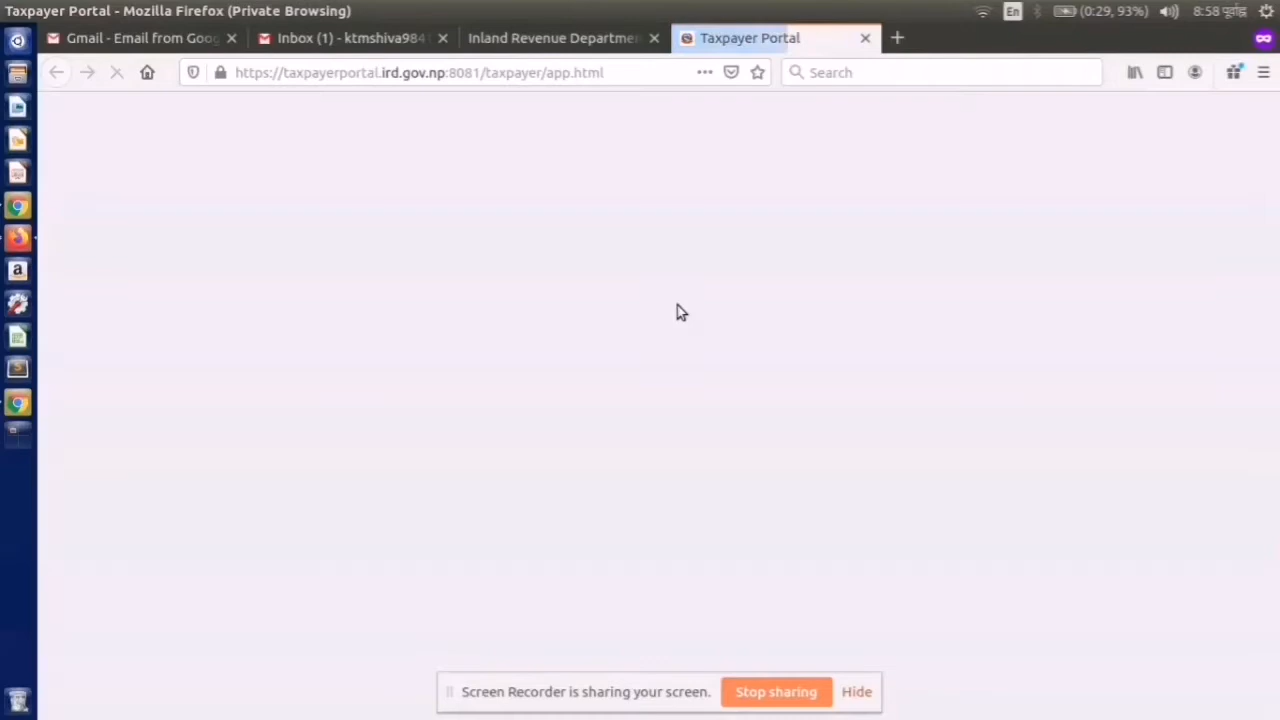 Taxpayer Portal - Mozilla Firefox (Private Browsing)
En
(0:29, 93%)
8:58 पूर्वाह्न
Gmail - Email from Goog
Inbox (1) - ktmshiva984
Inland Revenue Departme
Taxpayer Portal
https://taxpayerportal.ird.gov.np:8081/taxpayer/app.html
Search
Screen Recorder is sharing your screen.
Stop sharing
Hide